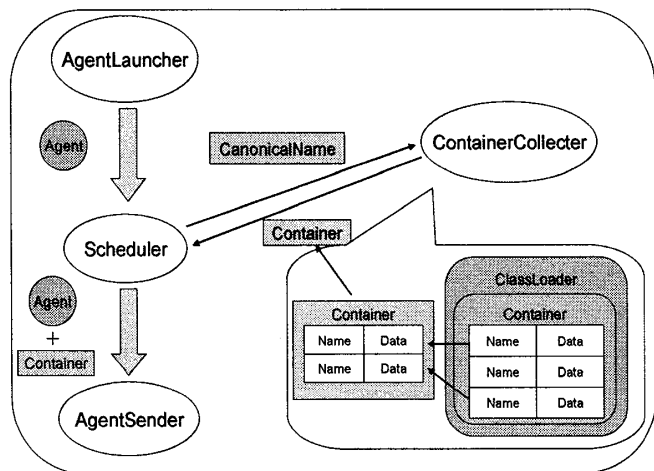 AgentLauncher
Agent
CanonicalName
ContainerCollecter
Scheduler
Container
Agent
+
Container
AgentSender
ClassLoader
Container
Name Data
Name Data
Container
Name Data
Name Data
Name Data